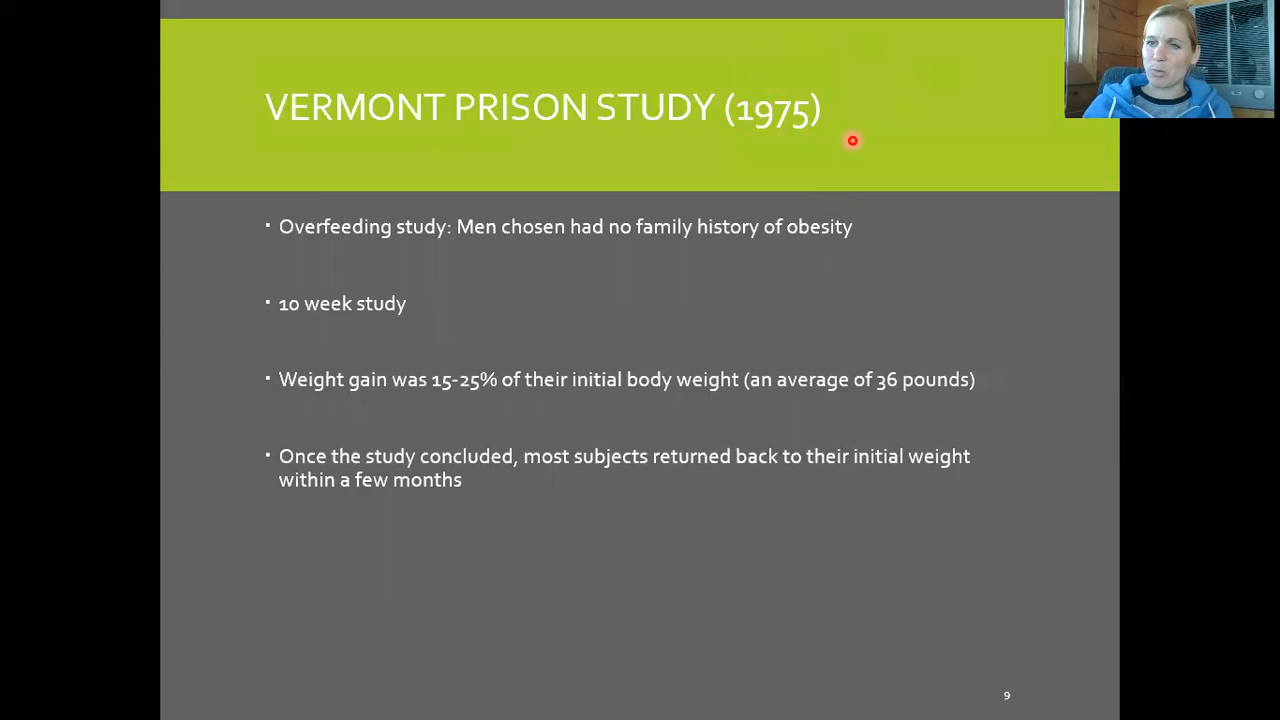 VERMONT PRISON STUDY (1975)
▪ Overfeeding study: Men chosen had no family history of obesity
▪ 10 week study
▪ Weight gain was 15-25% of their initial body weight (an average of 36 pounds)
▪ Once the study concluded, most subjects returned back to their initial weight
within a few months
9